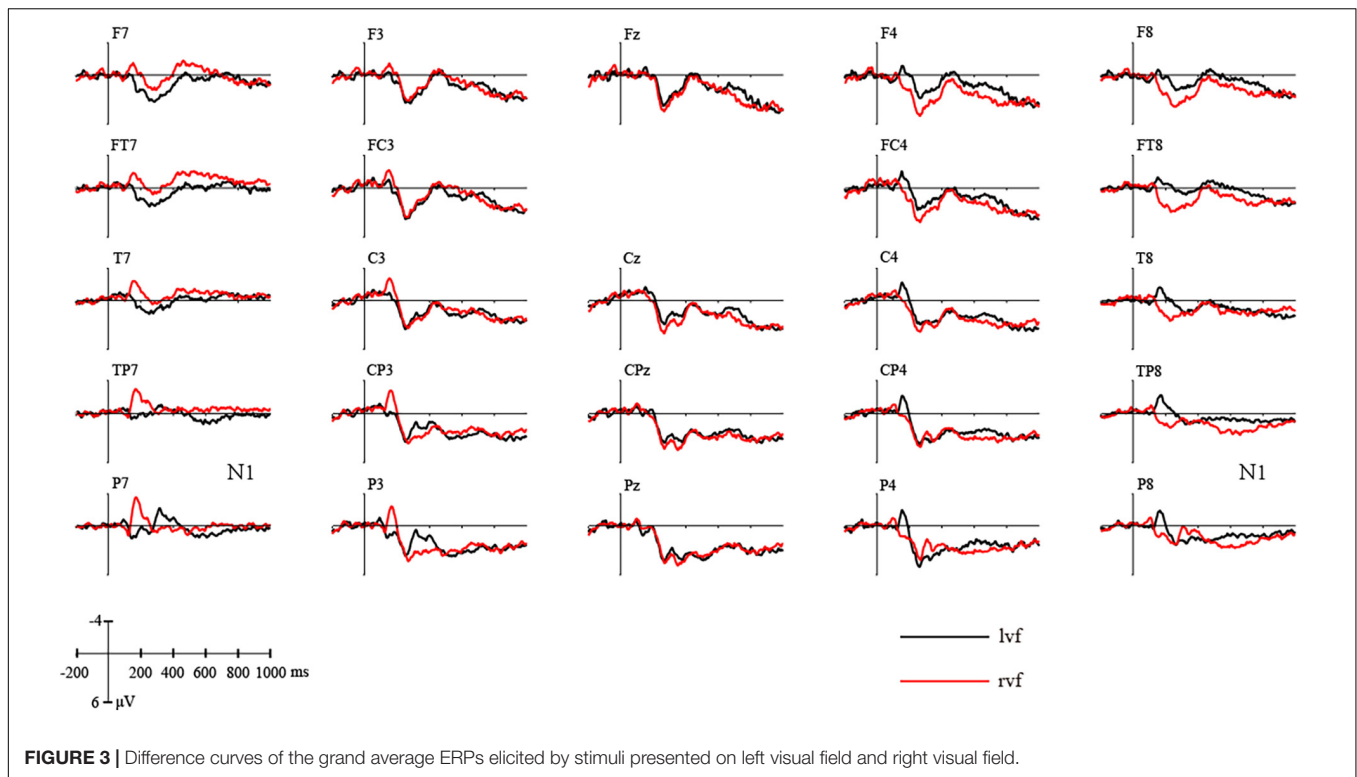 F7 F3 Fz F4 F8
FT7 FC3 FC4 FT8
T7 C3 Cz C4 T8
TP7 CP3 CPz CP4 TP8
N1 N1
P7 P3 Pz P4 P8
-4
-200 200 400 600 800 1000 ms
6 μV
lvf
rvf
FIGURE 3 | Difference curves of the grand average ERPs elicited by stimuli presented on left visual field and right visual field.